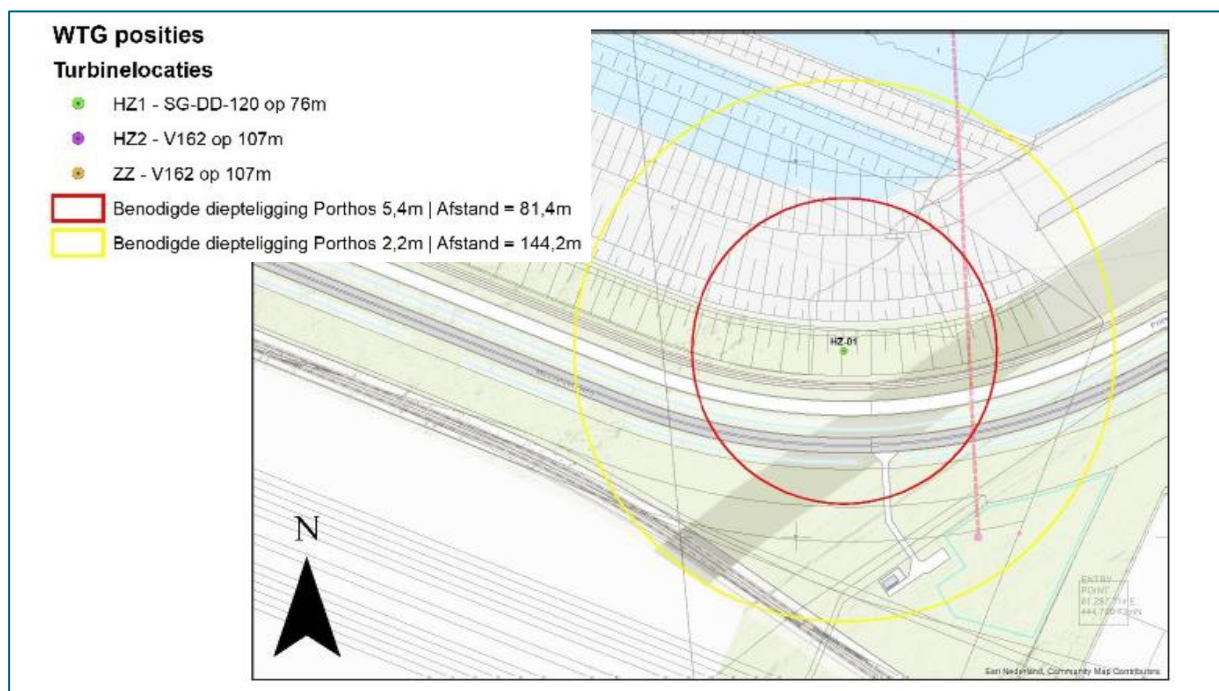 WTG posities
Turbinelocaties
HZ1 - SG-DD-120 op 76m
HZ2 - V162 op 107m
ZZ - V162 op 107m
Benodigde diepteligging Porthos 5,4m | Afstand = 81,4m
Benodigde diepteligging Porthos 2,2m | Afstand = 144,2m
HZ-01
N
ENTRY
POINT
Esri Nederland, Community Map Contributors